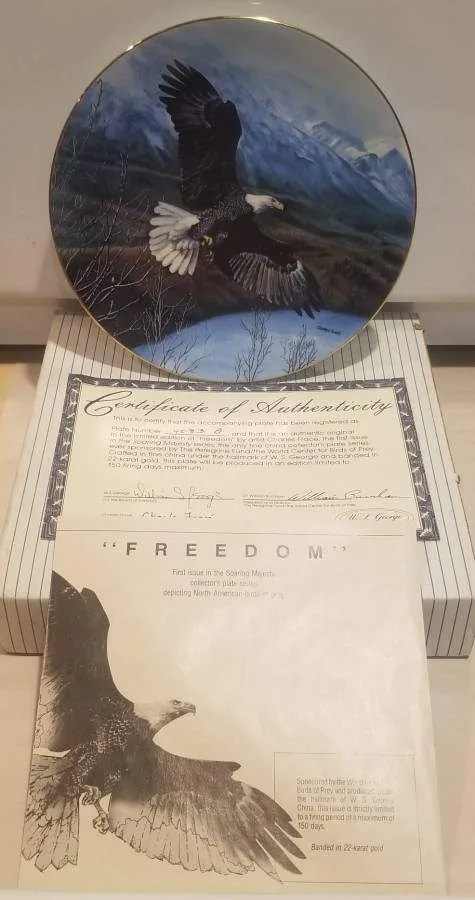 Certificate of Authenticity
This is to certify that the accompanying plate has been registered as
Plate Number and that it is an authentic original
in the limited edition of "Freedom" by artist Charles Frace, the first issue
in the Soaring Majesty series, the only fine china collector's plate series
ever sponsored by The Peregrine Fund/the World Center for Birds of Prey.
Crafted in fine china under the hallmark of W. S. George and banded in
22-karat gold, this plate will be produced in an edition limited to
150 firing days maximum.
W. S. George
"FREEDOM"
First issue in the Soaring Majesty
collector's plate series
depicting North American birds of prey
Sponsored by the World
Birds of Prey and produced under
the hallmark of W. S. George
China, this issue is strictly limited
to a firing period of a maximum of
150 days.
Banded in 22-karat gold